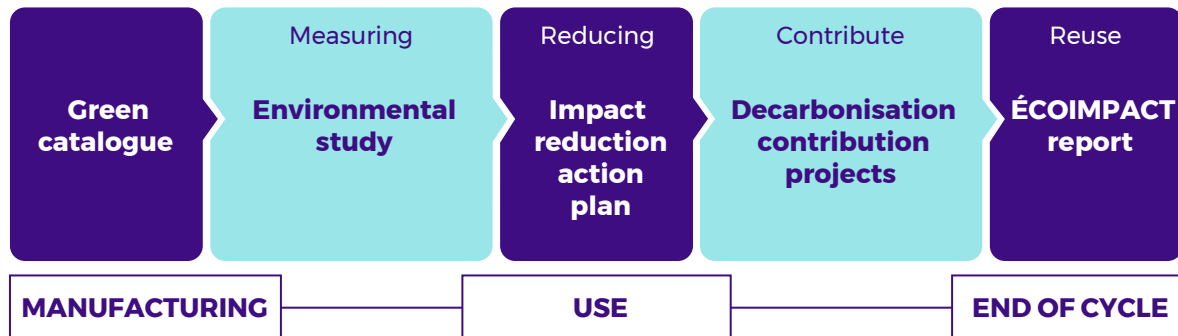 Green
catalogue
Measuring
Environmental
study
Reducing
Impact
reduction
action
plan
Contribute
Decarbonisation
contribution
projects
Reuse
ÉCOIMPACT
report
MANUFACTURING
USE
END OF CYCLE